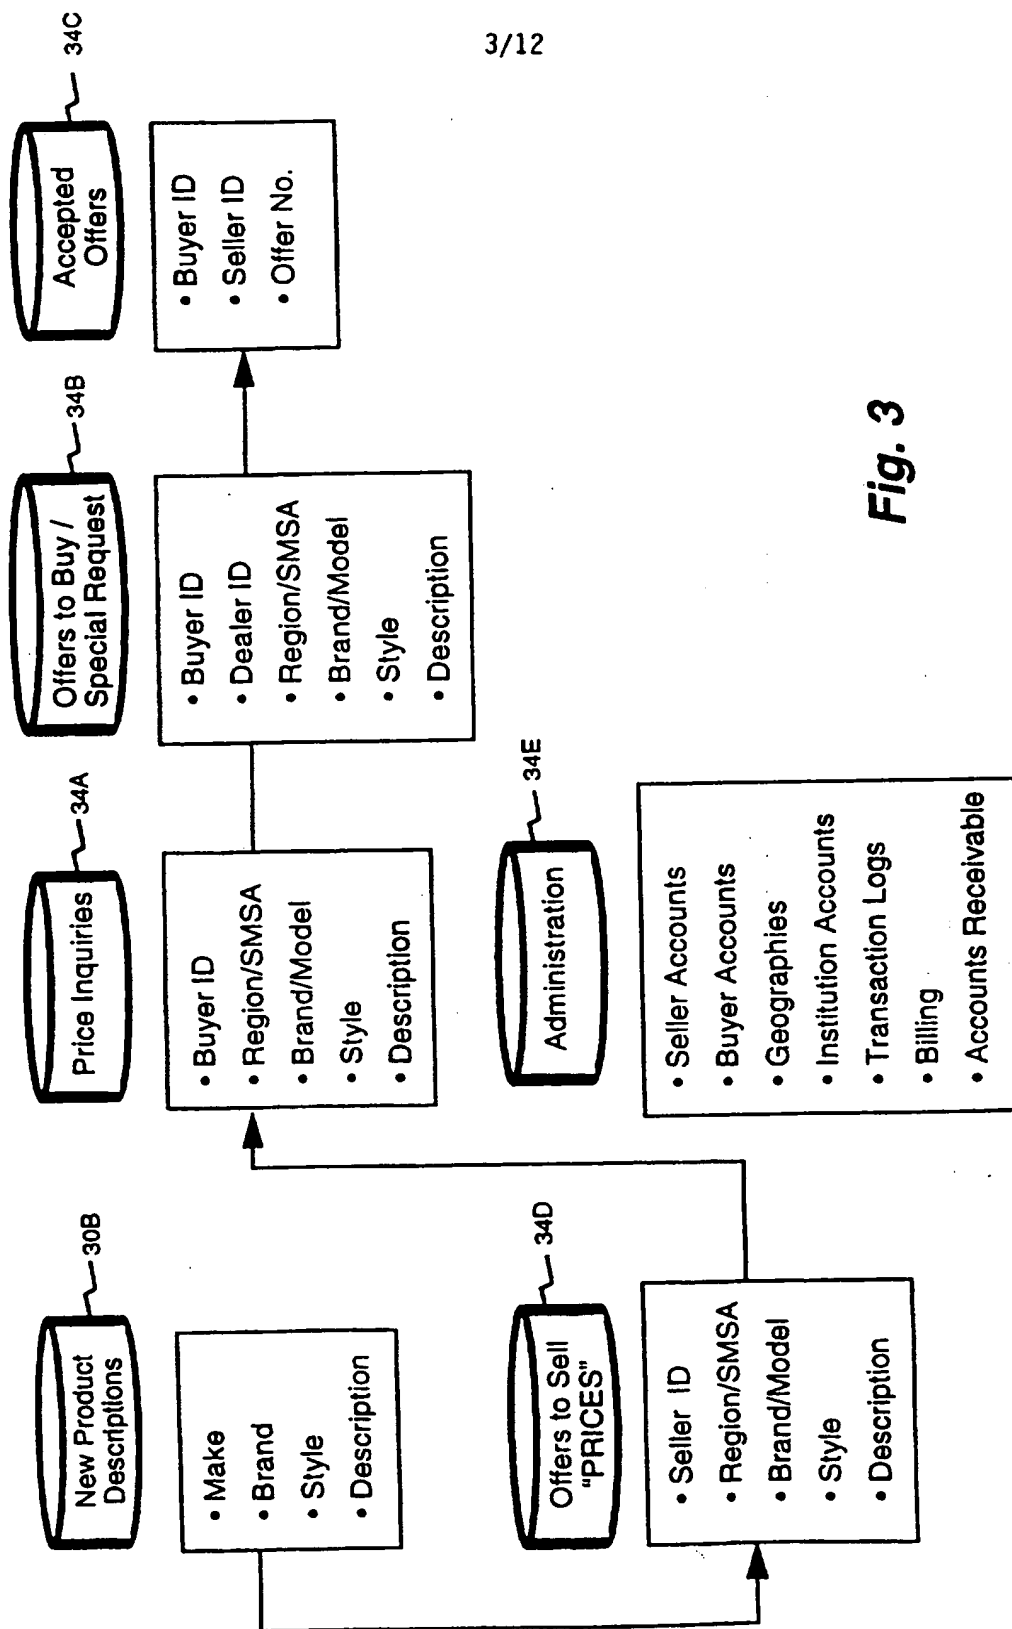 3/12
New Product
Descriptions
30B
• Make
• Brand
• Style
• Description
Price Inquiries
34A
• Buyer ID
• Region/SMSA
• Brand/Model
• Style
• Description
Offers to Buy /
Special Request
34B
• Buyer ID
• Dealer ID
• Region/SMSA
• Brand/Model
• Style
• Description
Accepted
Offers
34C
• Buyer ID
• Seller ID
• Offer No.
Offers to Sell
"PRICES"
34D
• Seller ID
• Region/SMSA
• Brand/Model
• Style
• Description
Administration
34E
• Seller Accounts
• Buyer Accounts
• Geographies
• Institution Accounts
• Transaction Logs
• Billing
• Accounts Receivable
Fig. 3